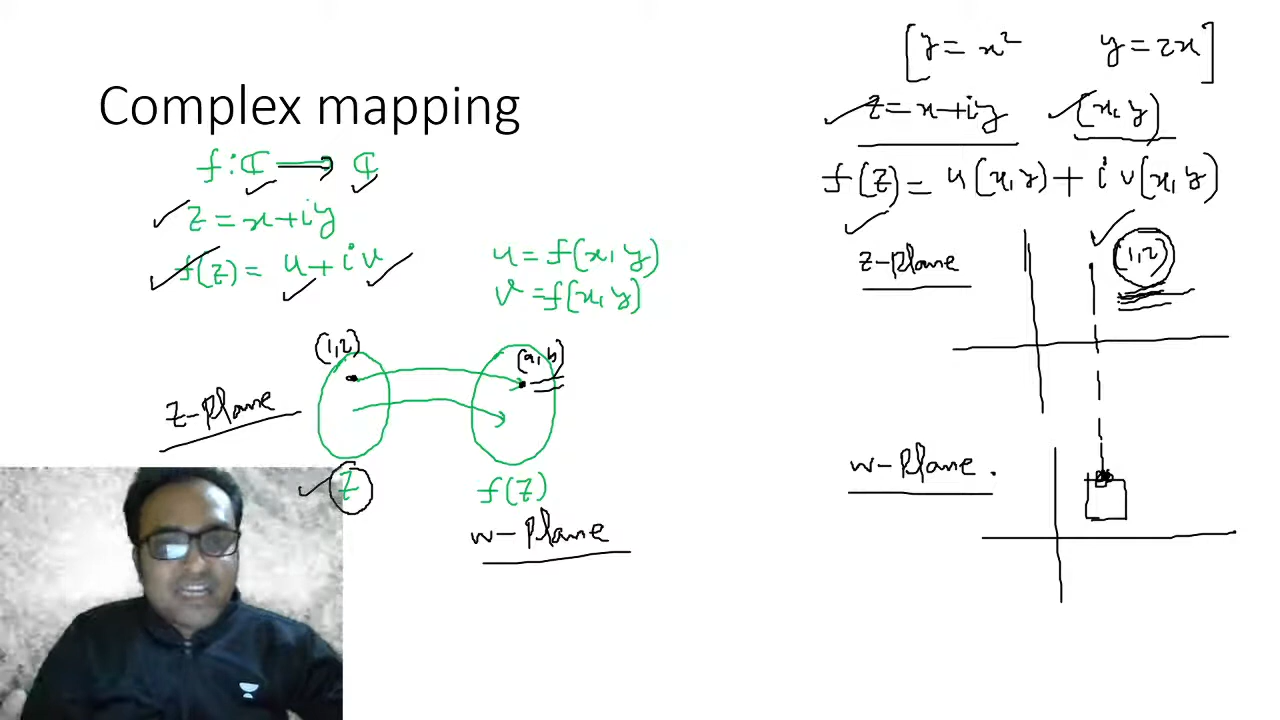 Complex mapping
f : ℂ ⟹ ℂ
z = x + iy
f(z) = u + iv
u = f(x, y)
v = f(x, y)
(1,2)
(a, b)
z-plane
z
f(z)
w-plane
[y = x² y = 2x]
z = x + iy (x, y)
f(z) = u(x, y) + i v(x, y)
z-plane
(1,2)
w-plane.